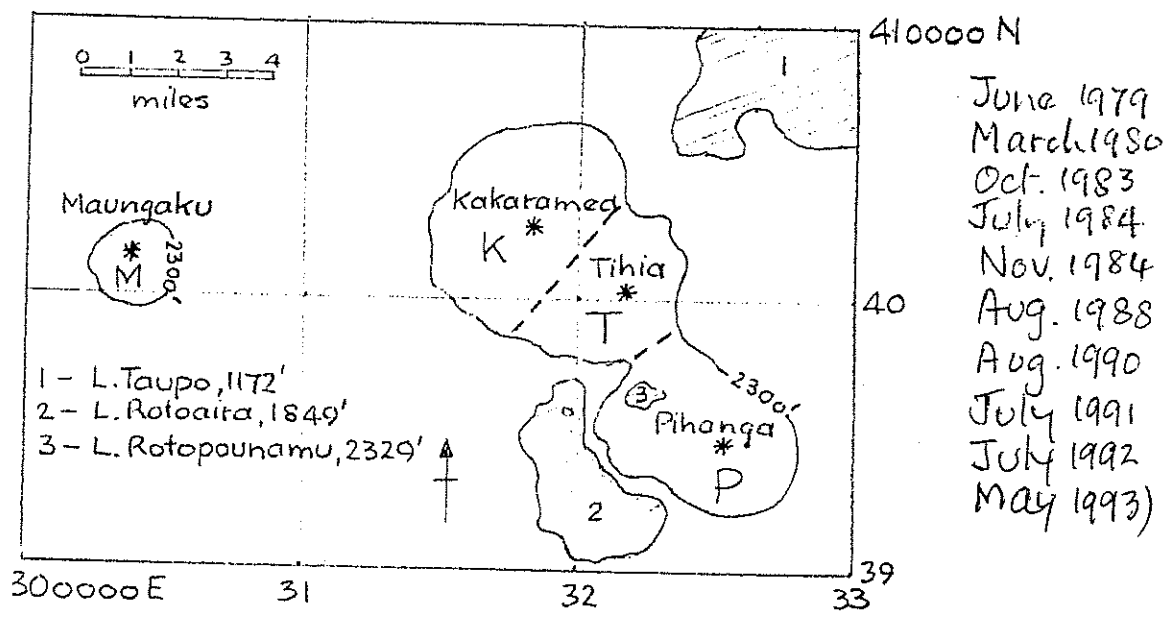 410000 N
0 1 2 3 4
miles
1
June 1979
March 1980
Oct. 1983
July 1984
Nov. 1984
Aug. 1988
Aug. 1990
July 1991
July 1992
May 1993)
Maungaku
M
2300'
Kakaramea
K
Tihia
T
40
1 - L. Taupo, 1172'
2 - L. Rotoaira, 1849'
3 - L. Rotopounamu, 2329'
2300'
3
Pihanga
P
2
39
300000 E 31 32 33